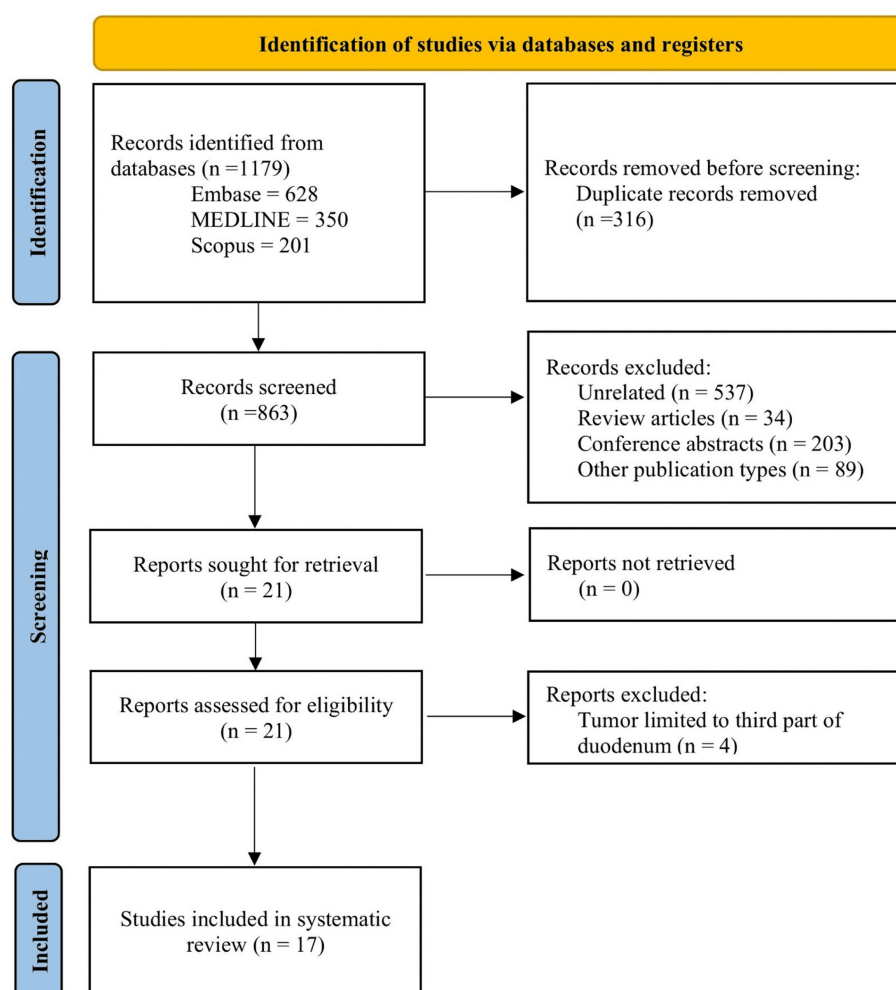 Identification of studies via databases and registers
Identification
Records identified from
databases (n =1179)
Embase = 628
MEDLINE = 350
Scopus = 201
Records removed before screening:
Duplicate records removed
(n =316)
Screening
Records screened
(n =863)
Records excluded:
Unrelated (n = 537)
Review articles (n = 34)
Conference abstracts (n = 203)
Other publication types (n = 89)
Reports sought for retrieval
(n = 21)
Reports not retrieved
(n = 0)
Reports assessed for eligibility
(n = 21)
Reports excluded:
Tumor limited to third part of
duodenum (n = 4)
Included
Studies included in systematic
review (n = 17)